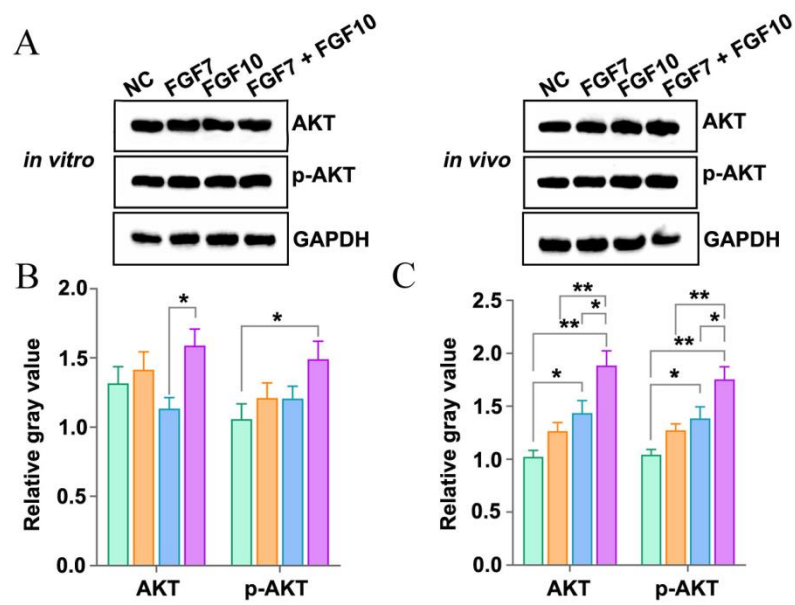 A
NC FGF7 FGF10 FGF7 + FGF10
in vitro
AKT
p-AKT
GAPDH
NC FGF7 FGF10 FGF7 + FGF10
in vivo
AKT
p-AKT
GAPDH
B
Relative gray value
2.0
1.5
1.0
0.5
0.0
*
*
AKT p-AKT
C
Relative gray value
2.5
2.0
1.5
1.0
0.5
0.0
**
*
**
*
**
*
**
*
AKT p-AKT